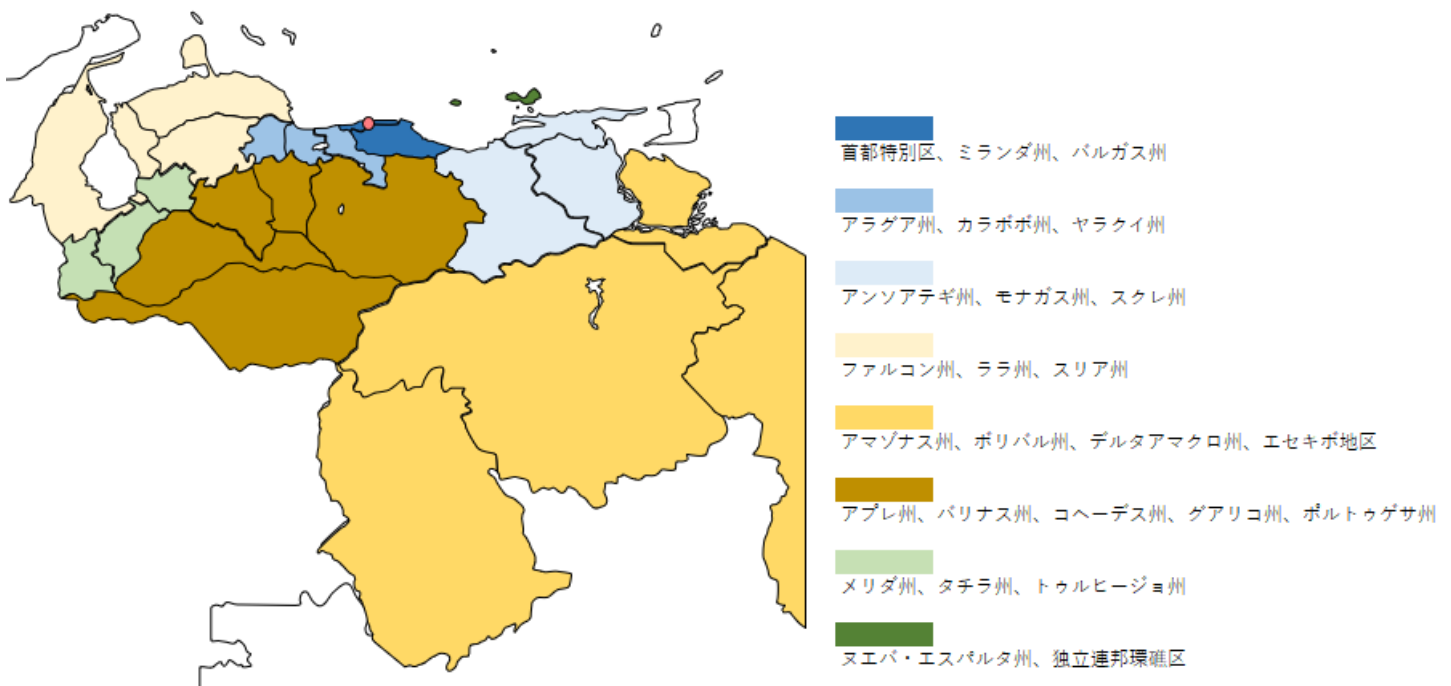 首都特別区、ミランダ州、バルガス州
アラグア州、カラボボ州、ヤラクイ州
アンソアテギ州、モナガス州、スクレ州
ファルコン州、ララ州、スリア州
アマゾナス州、ボリバル州、デルタアマクロ州、エセキボ地区
アプレ州、バリナス州、コヘーデス州、グアリコ州、ポルトゥゲサ州
メリダ州、タチラ州、トゥルヒージョ州
ヌエバ・エスパルタ州、独立連邦環礁区